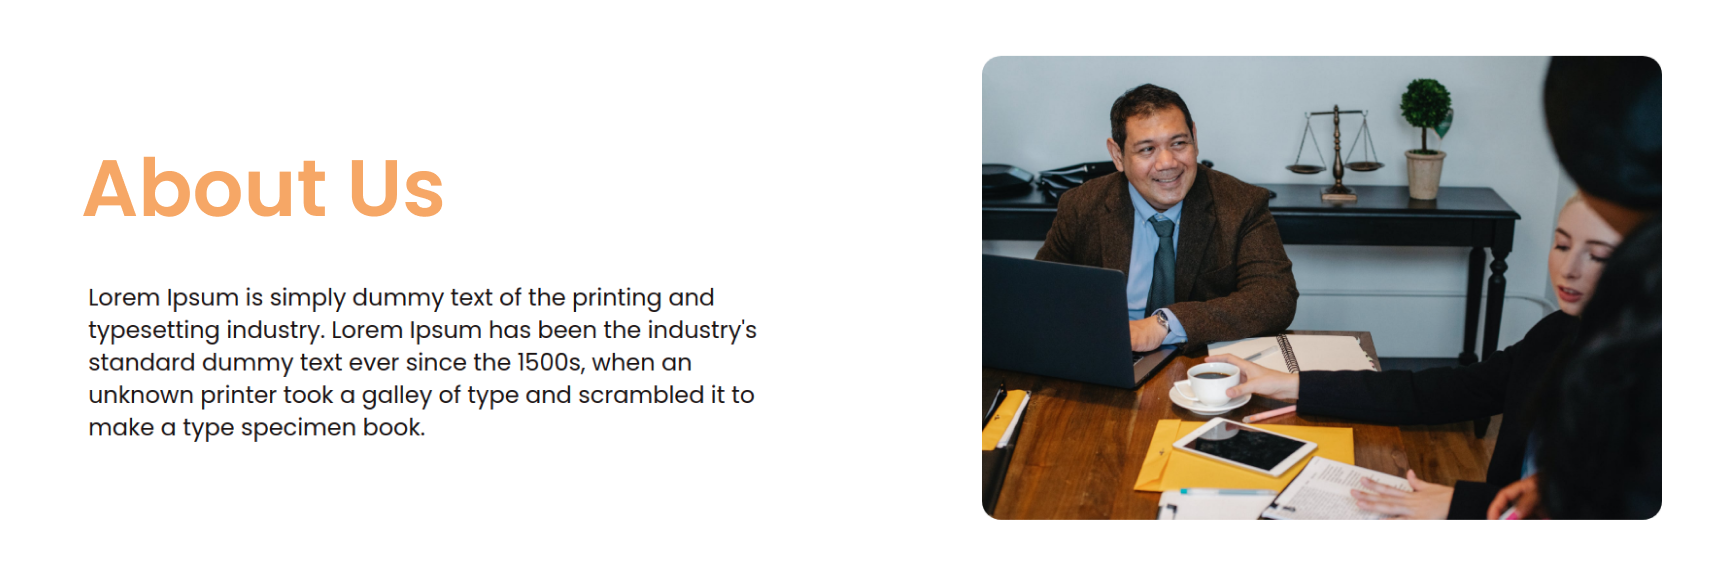 About Us
Lorem Ipsum is simply dummy text of the printing and
typesetting industry. Lorem Ipsum has been the industry's
standard dummy text ever since the 1500s, when an
unknown printer took a galley of type and scrambled it to
make a type specimen book.